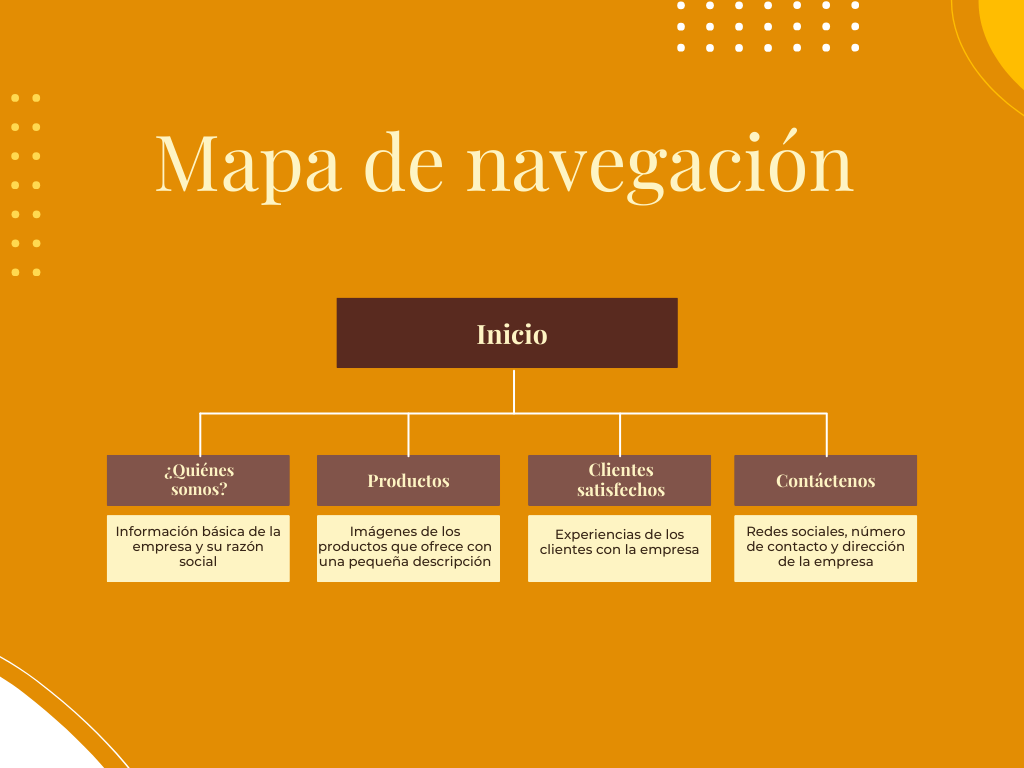 Mapa de navegación
Inicio
¿Quiénes
somos?
Productos
Clientes
satisfechos
Contáctenos
Información básica de la
empresa y su razón
social
Imágenes de los
productos que ofrece con
una pequeña descripción
Experiencias de los
clientes con la empresa
Redes sociales, número
de contacto y dirección
de la empresa